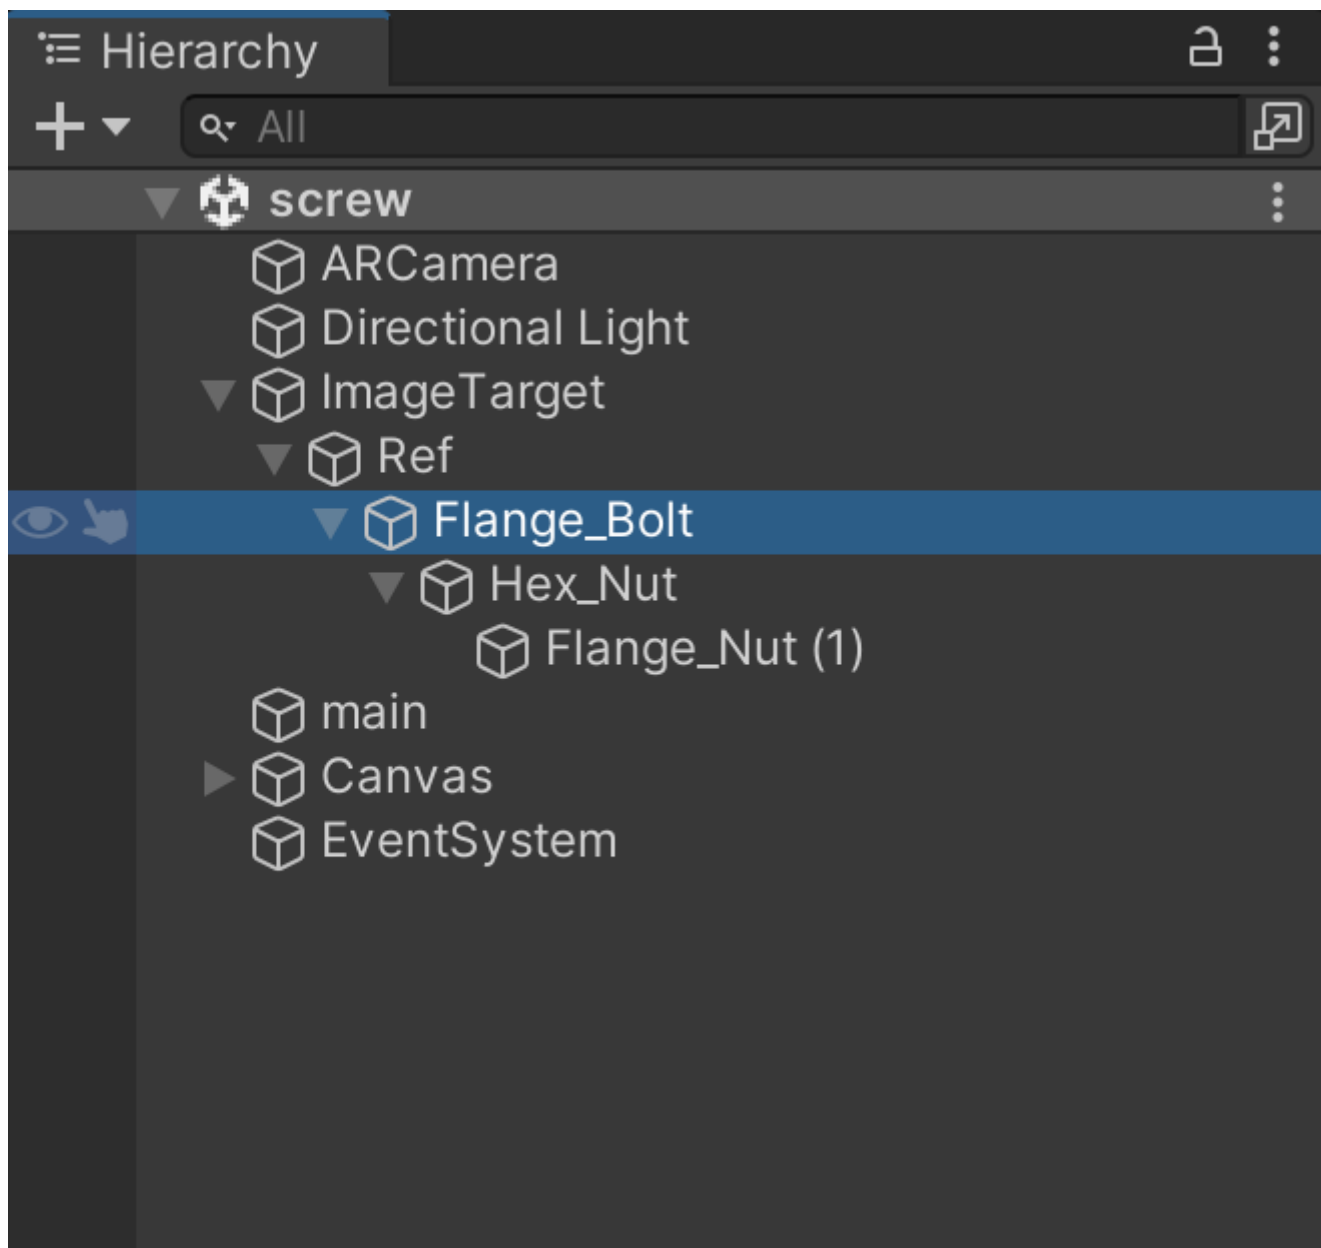 Hierarchy
All
screw
ARCamera
Directional Light
ImageTarget
Ref
Flange_Bolt
Hex_Nut
Flange_Nut (1)
main
Canvas
EventSystem